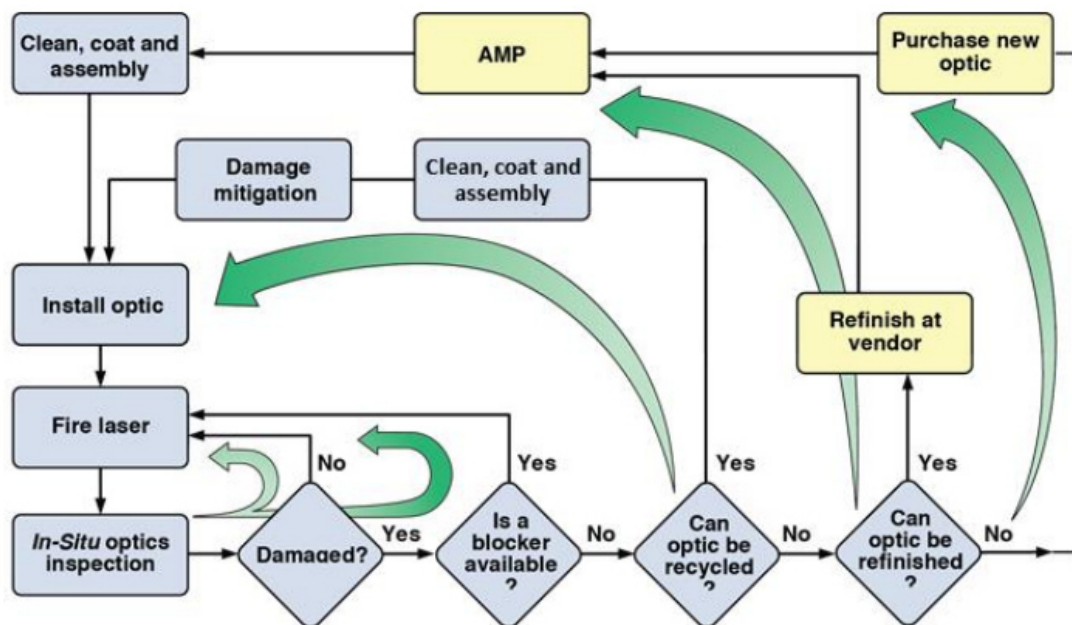 Clean, coat and
assembly
AMP
Purchase new
optic
Damage
mitigation
Clean, coat and
assembly
Install optic
Refinish at
vendor
Fire laser
No
Yes
Yes
Yes
In-Situ optics
inspection
Damaged?
Yes
Is a
blocker
available
?
No
Can
optic be
recycled
?
No
Can
optic be
refinished
?
No